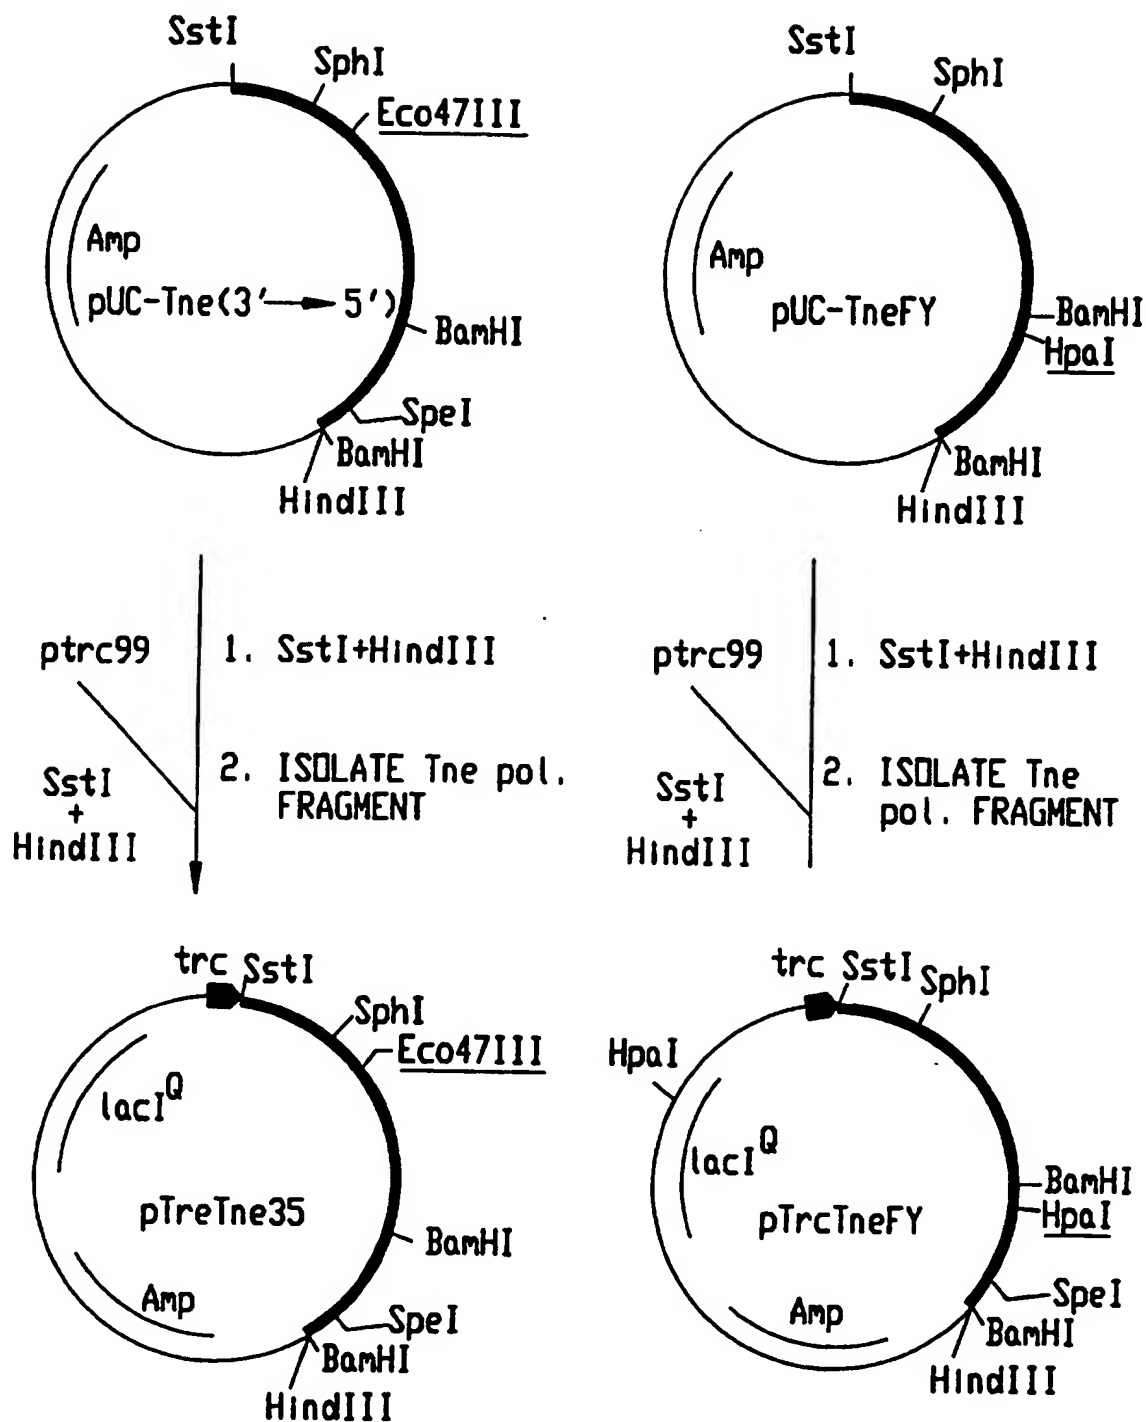 SstI
SphI
Eco47III
Amp
pUC-Tne(3' → 5')
BamHI
SpeI
BamHI
HindIII
SstI
SphI
Amp
pUC-TneFY
BamHI
HpaI
BamHI
HindIII
ptrc99
1. SstI+HindIII
2. ISOLATE Tne pol.
FRAGMENT
SstI
+
HindIII
ptrc99
1. SstI+HindIII
2. ISOLATE Tne
pol. FRAGMENT
SstI
+
HindIII
trc SstI
SphI
Eco47III
lacI^Q
pTreTne35
BamHI
Amp
SpeI
BamHI
HindIII
trc SstI SphI
HpaI
lacI^Q
BamHI
pTrcTneFY
HpaI
SpeI
Amp
BamHI
HindIII